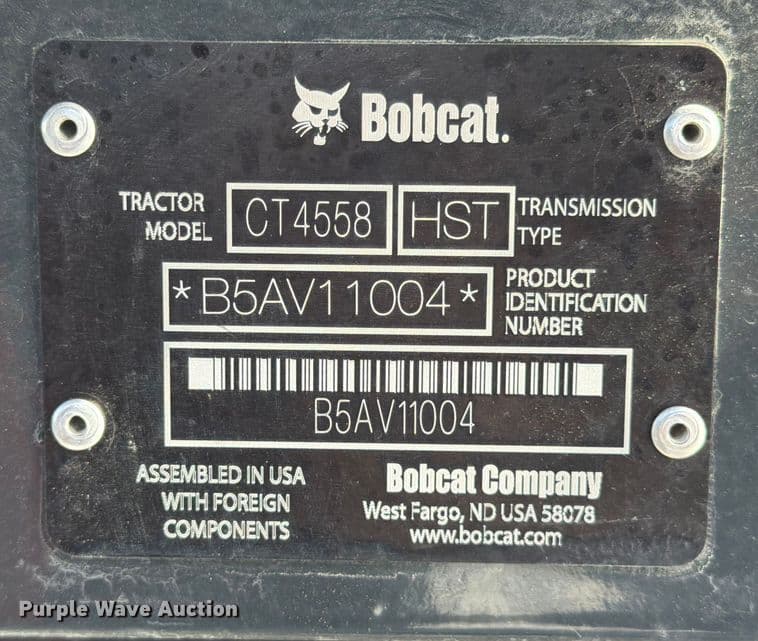 Bobcat.
TRACTOR MODEL CT4558 HST TRANSMISSION TYPE
*B5AV11004* PRODUCT IDENTIFICATION NUMBER
B5AV11004
ASSEMBLED IN USA
WITH FOREIGN
COMPONENTS
Bobcat Company
West Fargo, ND USA 58078
www.bobcat.com
Purple Wave Auction